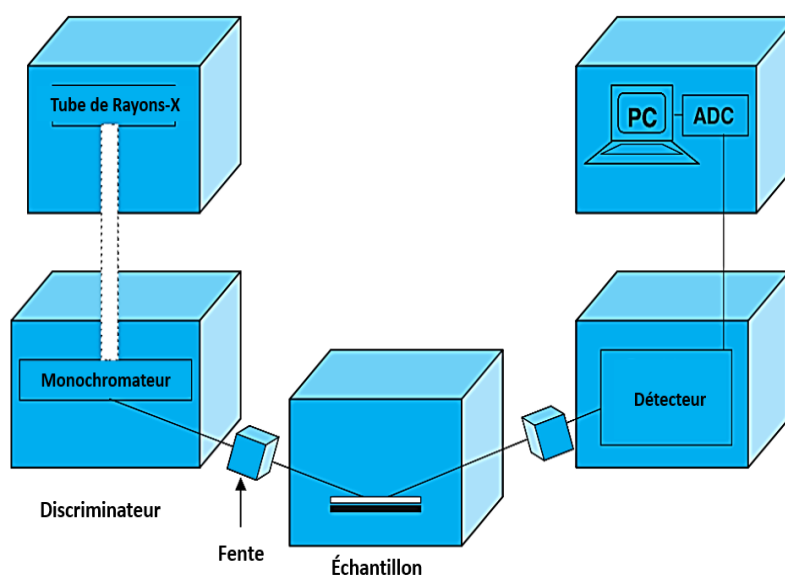 Tube de Rayons-X
PC
ADC
Monochromateur
Détecteur
Discriminateur
Fente
Échantillon